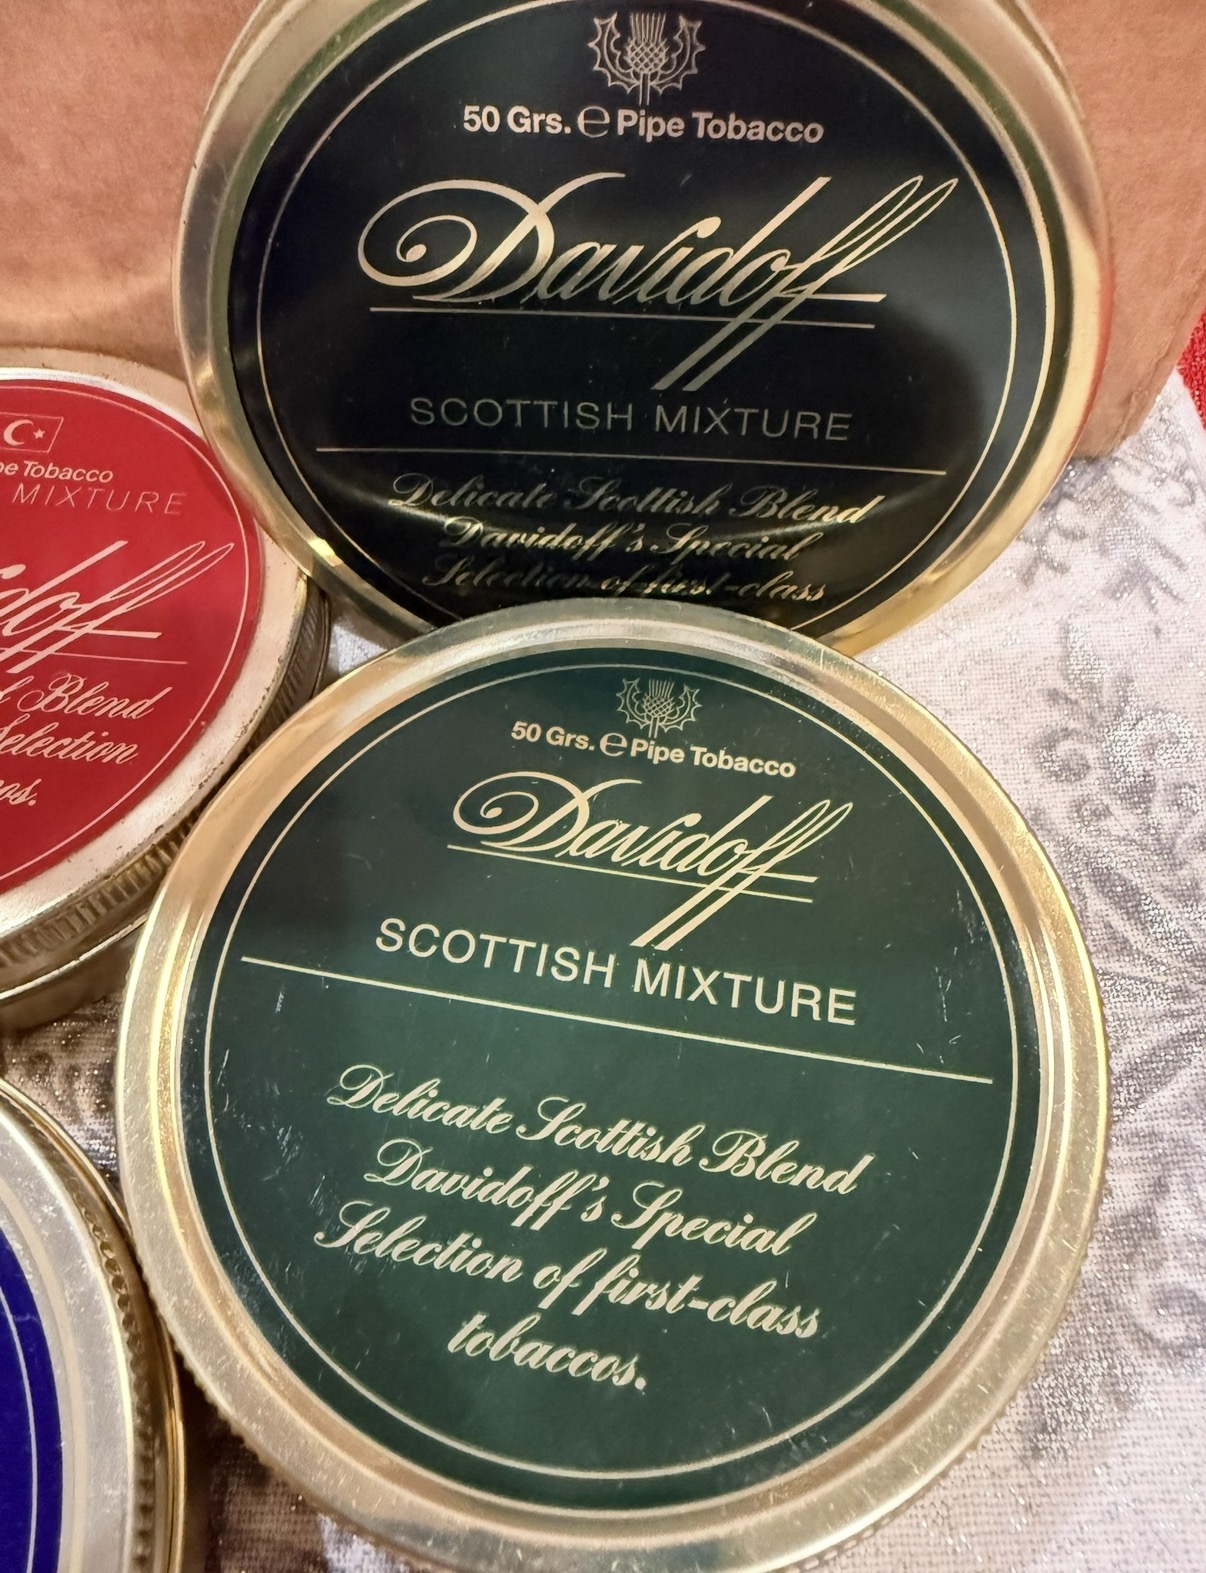 50 Grs. ℮ Pipe Tobacco
Davidoff
SCOTTISH MIXTURE
Delicate Scottish Blend
Davidoff's Special
Selection of first-class
Tobacco
MIXTURE
Blend
Selection
50 Grs. ℮ Pipe Tobacco
Davidoff
SCOTTISH MIXTURE
Delicate Scottish Blend
Davidoff's Special
Selection of first-class
tobaccos.